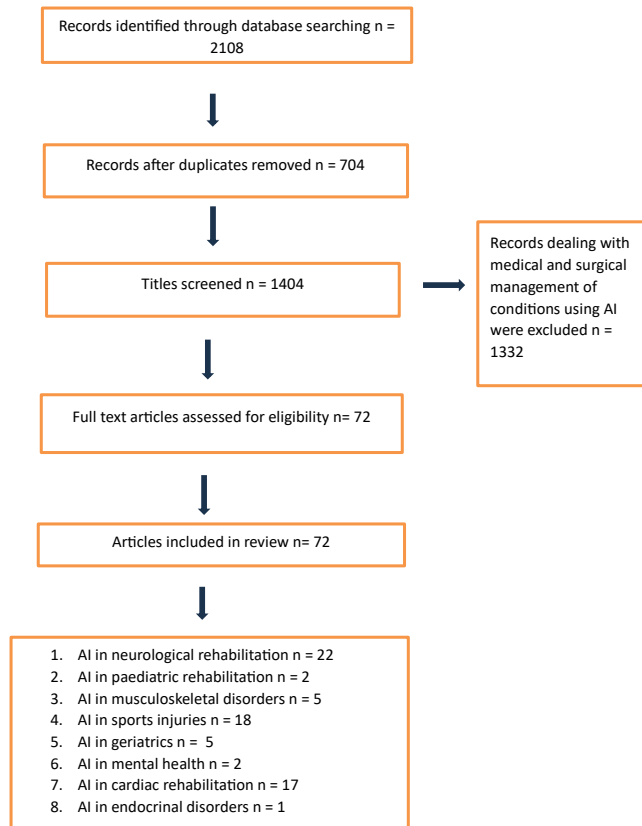 Records identified through database searching n =
2108
Records after duplicates removed n = 704
Titles screened n = 1404
Records dealing with
medical and surgical
management of
conditions using AI
were excluded n =
1332
Full text articles assessed for eligibility n= 72
Articles included in review n= 72
1. AI in neurological rehabilitation n = 22
2. AI in paediatric rehabilitation n = 2
3. AI in musculoskeletal disorders n = 5
4. AI in sports injuries n = 18
5. AI in geriatrics n = 5
6. AI in mental health n = 2
7. AI in cardiac rehabilitation n = 17
8. AI in endocrinal disorders n = 1